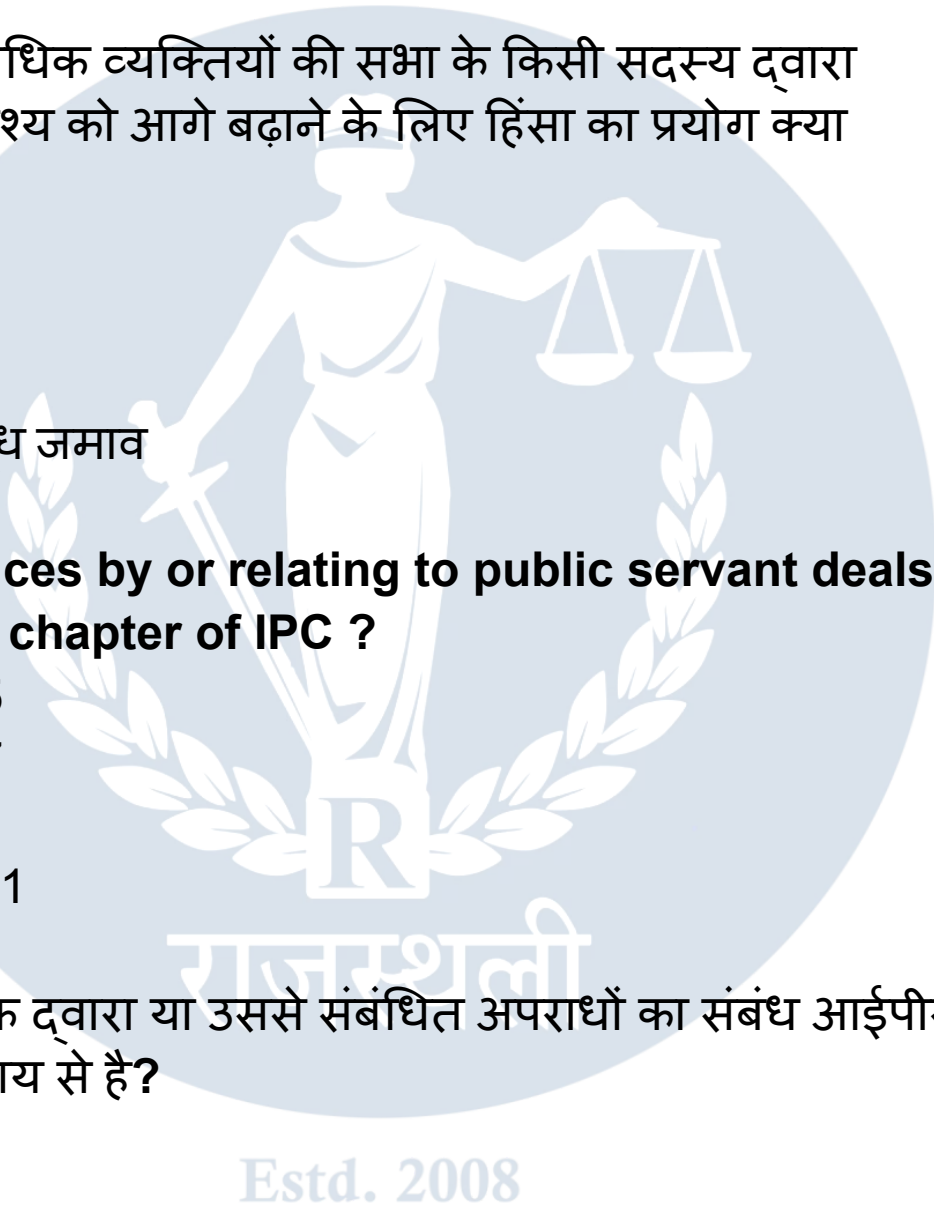 धिक व्यक्तियों की सभा के किसी सदस्य द्वारा
श्य को आगे बढ़ाने के लिए हिंसा का प्रयोग क्या
ध जमाव
ces by or relating to public servant deals
chapter of IPC ?
1
R
राजस्थली
क द्वारा या उससे संबंधित अपराधों का संबंध आईपी
ाय से है?
Estd. 2008